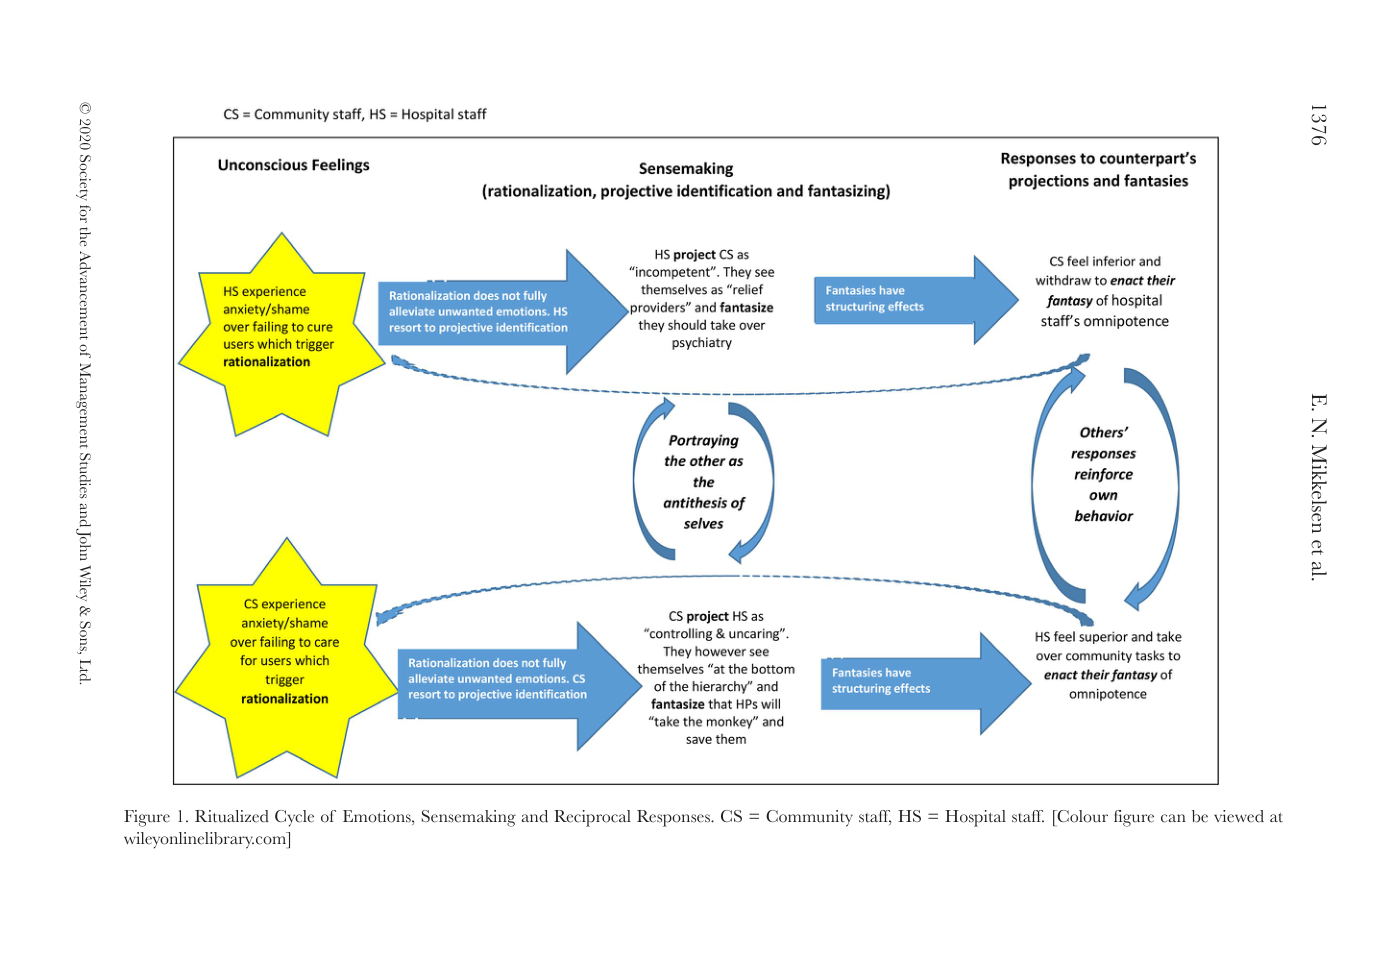 CS = Community staff, HS = Hospital staff
Unconscious Feelings
Sensemaking
(rationalization, projective identification and fantasizing)
Responses to counterpart's
projections and fantasies
HS experience
anxiety/shame
over failing to cure
users which trigger
rationalization
Rationalization does not fully
alleviate unwanted emotions. HS
resort to projective identification
HS project CS as
“incompetent”. They see
themselves as “relief
providers” and fantasize
they should take over
psychiatry
Fantasies have
structuring effects
CS feel inferior and
withdraw to enact their
fantasy of hospital
staff's omnipotence
Portraying
the other as
the
antithesis of
selves
Others'
responses
reinforce
own
behavior
CS experience
anxiety/shame
over failing to care
for users which
trigger
rationalization
Rationalization does not fully
alleviate unwanted emotions. CS
resort to projective identification
CS project HS as
“controlling & uncaring”.
They however see
themselves “at the bottom
of the hierarchy” and
fantasize that HPs will
“take the monkey” and
save them
Fantasies have
structuring effects
HS feel superior and take
over community tasks to
enact their fantasy of
omnipotence
Figure 1. Ritualized Cycle of Emotions, Sensemaking and Reciprocal Responses. CS = Community staff, HS = Hospital staff. [Colour figure can be viewed at
wileyonlinelibrary.com]
1376
E. N. Mikkelsen et al.
© 2020 Society for the Advancement of Management Studies and John Wiley & Sons, Ltd.